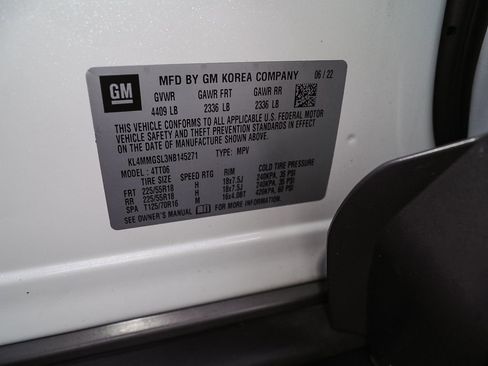 GM
MFD BY GM KOREA COMPANY 06/22
GVWR GAWR FRT GAWR RR
4409 LB 2336 LB 2336 LB
THIS VEHICLE CONFORMS TO ALL APPLICABLE U.S. FEDERAL MOTOR
VEHICLE SAFETY AND THEFT PREVENTION STANDARDS IN EFFECT
ON THE DATE OF MANUFACTURE SHOWN ABOVE.
KL4MMGSL3NB145271 TYPE: MPV
MODEL: 4TT06
TIRE SIZE SPEED RTG RIM COLD TIRE PRESSURE
FRT 225/55R18 H 18x7.5J 240KPA, 35 PSI
RR 225/55R18 H 18x7.5J 240KPA, 35 PSI
SPA T125/70R16 M 16x4.0BT 420KPA, 60 PSI
SEE OWNER'S MANUAL